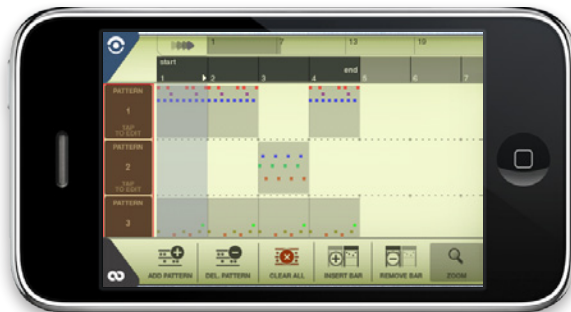 1 7 13 19
start end
1 2 3 4 5 6 7
PATTERN
1
TAP
TO EDIT
PATTERN
2
TAP
TO EDIT
PATTERN
3
ADD PATTERN DEL. PATTERN CLEAR ALL INSERT BAR REMOVE BAR ZOOM